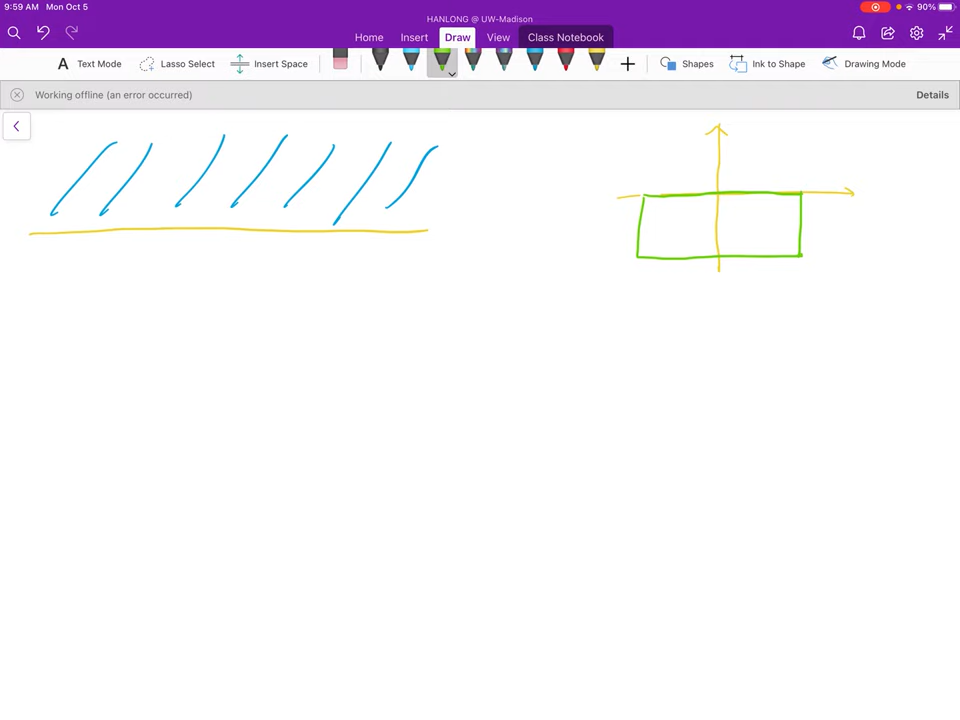 9:59 AM Mon Oct 5
90%
HANLONG @ UW-Madison
Home Insert Draw View Class Notebook
Text Mode Lasso Select Insert Space Shapes Ink to Shape Drawing Mode
Working offline (an error occurred) Details